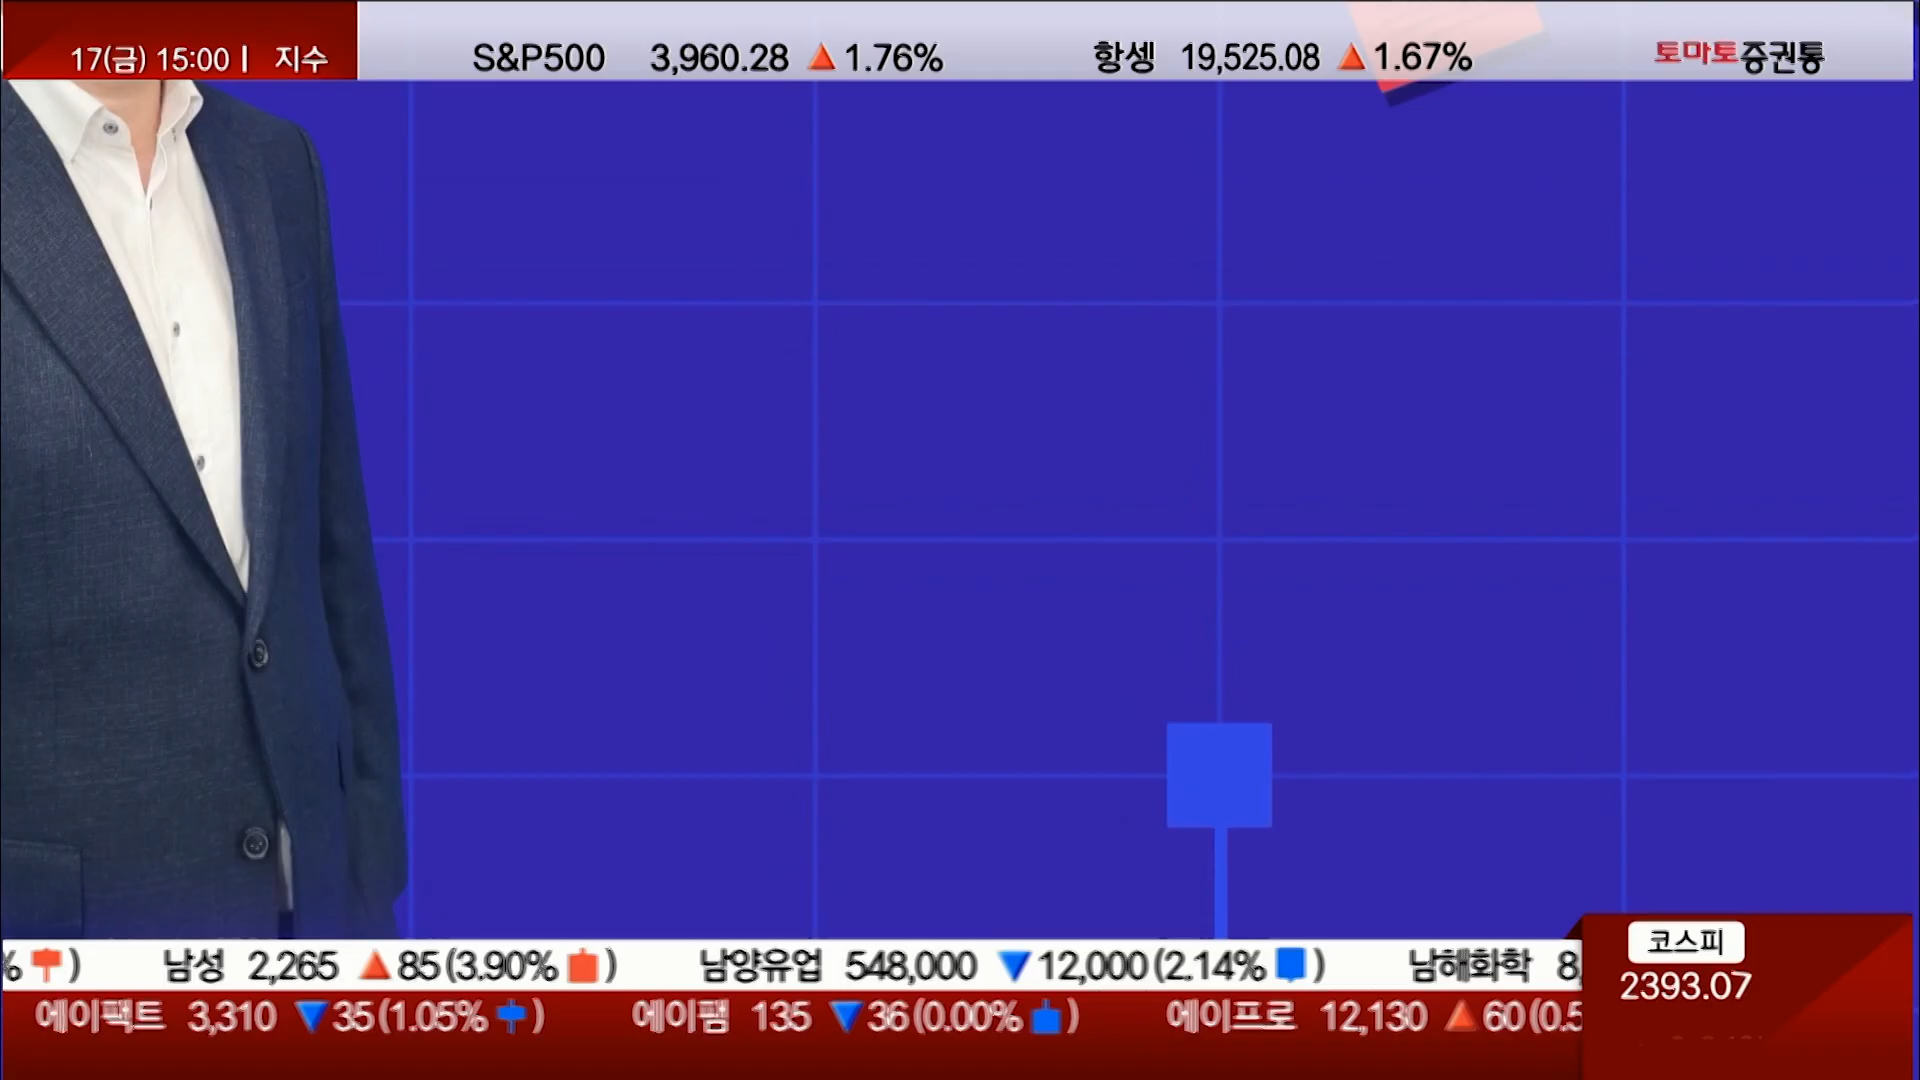 17(금) 15:00 | 지수
S&P500 3,960.28 ▲ 1.76% 항셍 19,525.08 ▲ 1.67%
토마토증권통
% ) 남성 2,265 ▲ 85(3.90% ) 남양유업 548,000 ▼ 12,000(2.14% ) 남해화학 8,
에이팩트 3,310 ▼ 35(1.05% ) 에이팸 135 ▼ 36(0.00% ) 에이프로 12,130 ▲ 60(0.5
코스피
2393.07